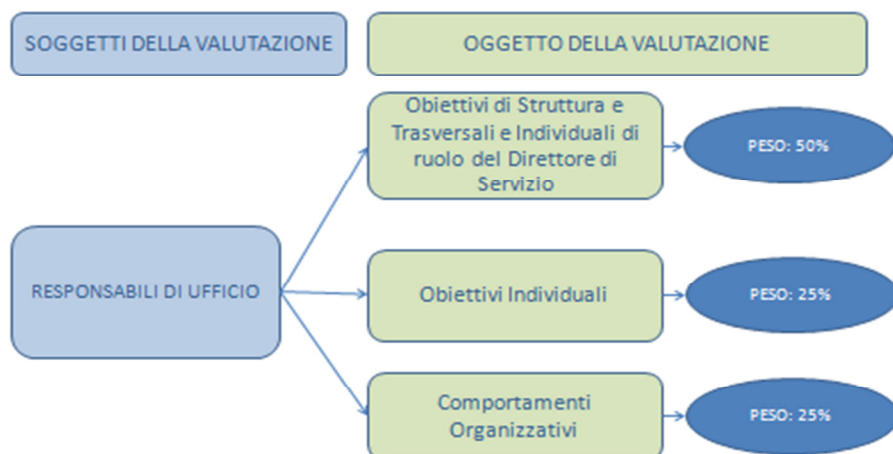 SOGGETTI DELLA VALUTAZIONE
OGGETTO DELLA VALUTAZIONE
Obiettivi di Struttura e
Trasversali e Individuali di
ruolo del Direttore di
Servizio
PESO: 50%
RESPONSABILI DI UFFICIO
Obiettivi Individuali
PESO: 25%
Comportamenti
Organizzativi
PESO: 25%